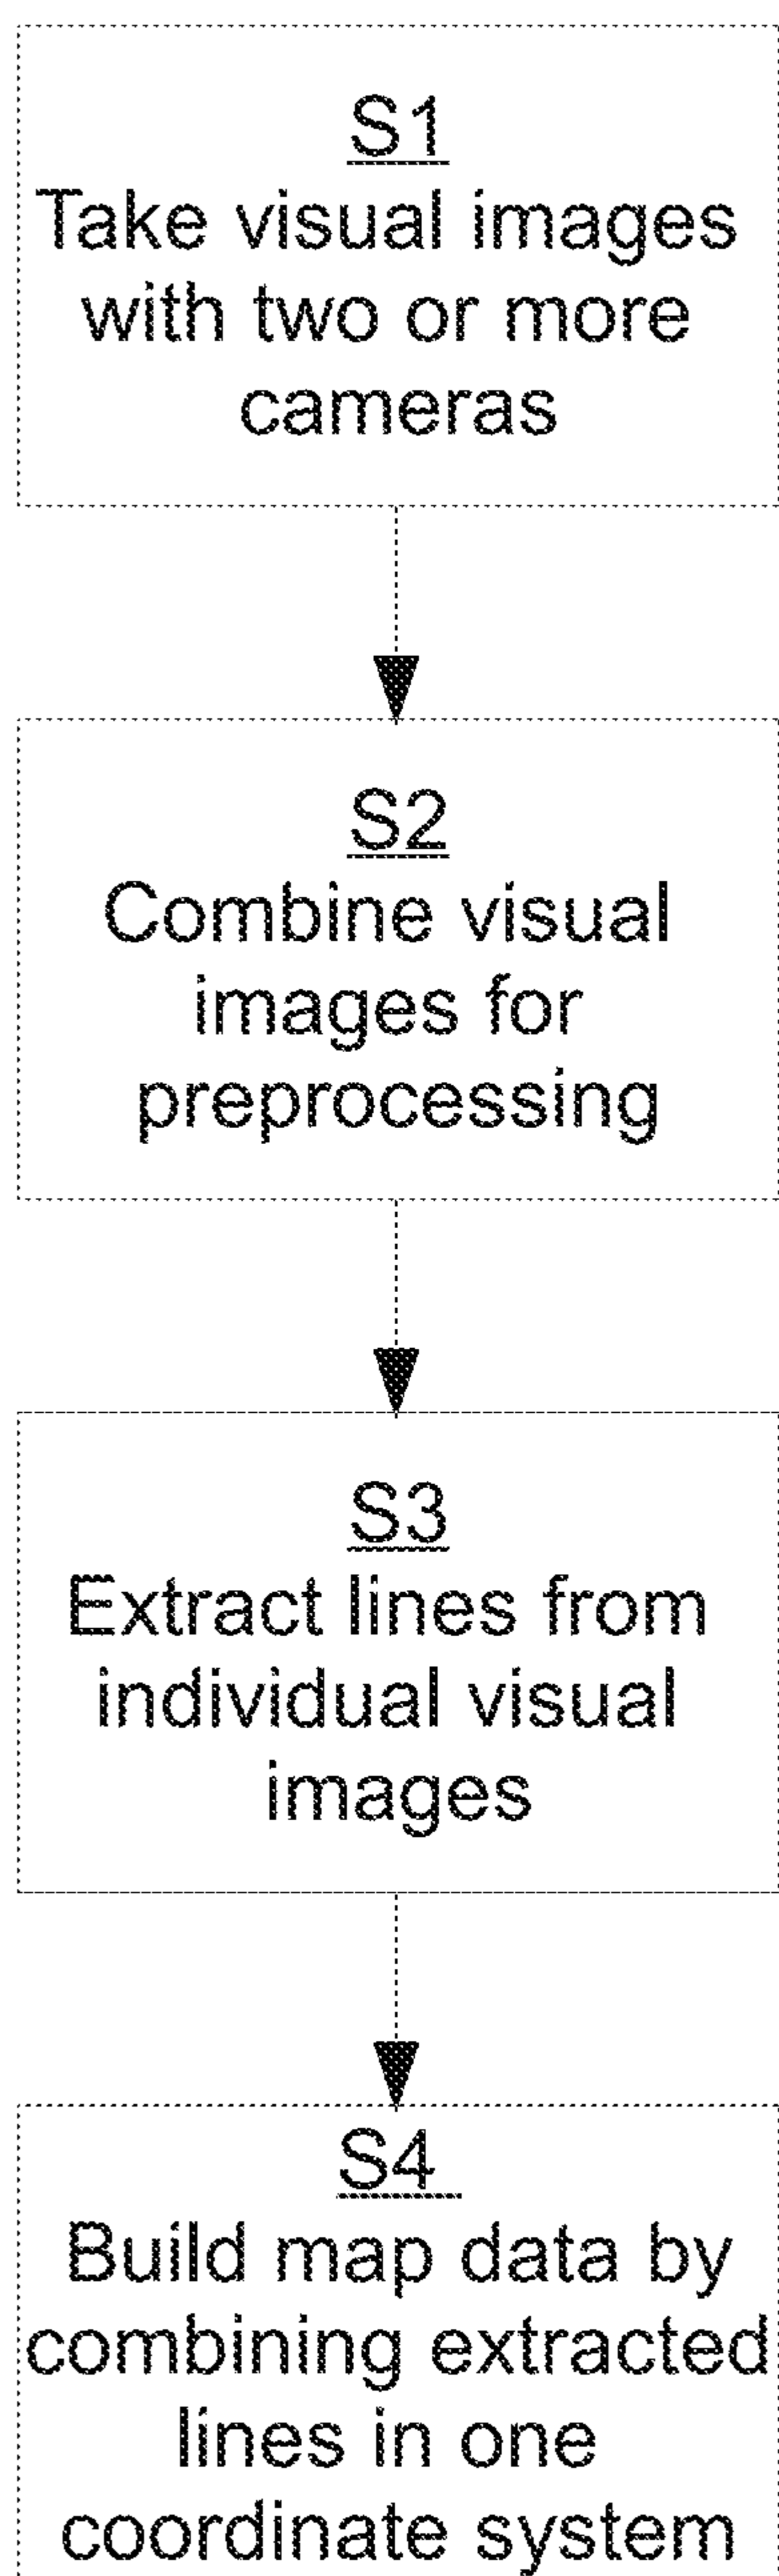 S1
Take visual images
with two or more
cameras
S2
Combine visual
images for
preprocessing
S3
Extract lines from
individual visual
images
S4
Build map data by
combining extracted
lines in one
coordinate system